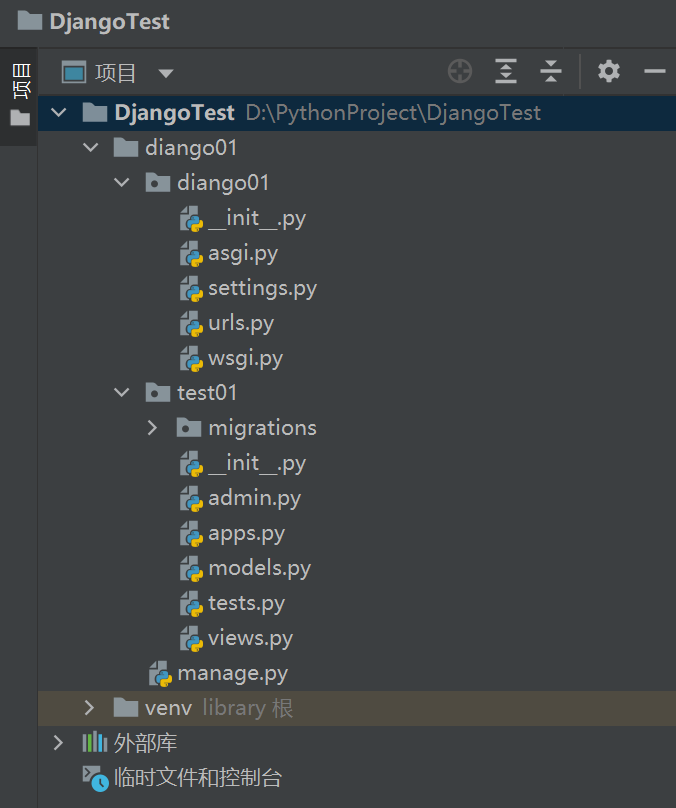 DjangoTest
项目
项目
DjangoTest D:\PythonProject\DjangoTest
diango01
diango01
__init__.py
asgi.py
settings.py
urls.py
wsgi.py
test01
migrations
__init__.py
admin.py
apps.py
models.py
tests.py
views.py
manage.py
venv library 根
外部库
临时文件和控制台